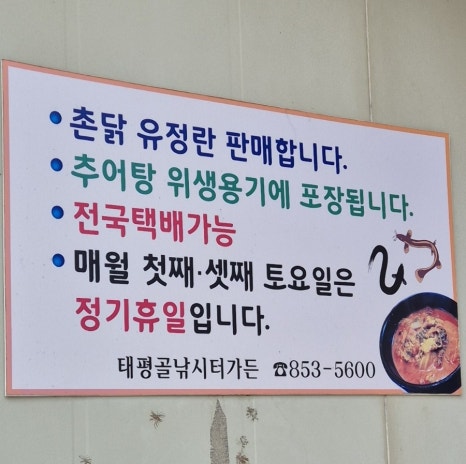 • 촌닭 유정란 판매합니다.
• 추어탕 위생용기에 포장됩니다.
• 전국택배가능
• 매월 첫째·셋째 토요일은
정기휴일입니다.
태평골낚시터가든 ☎853-5600